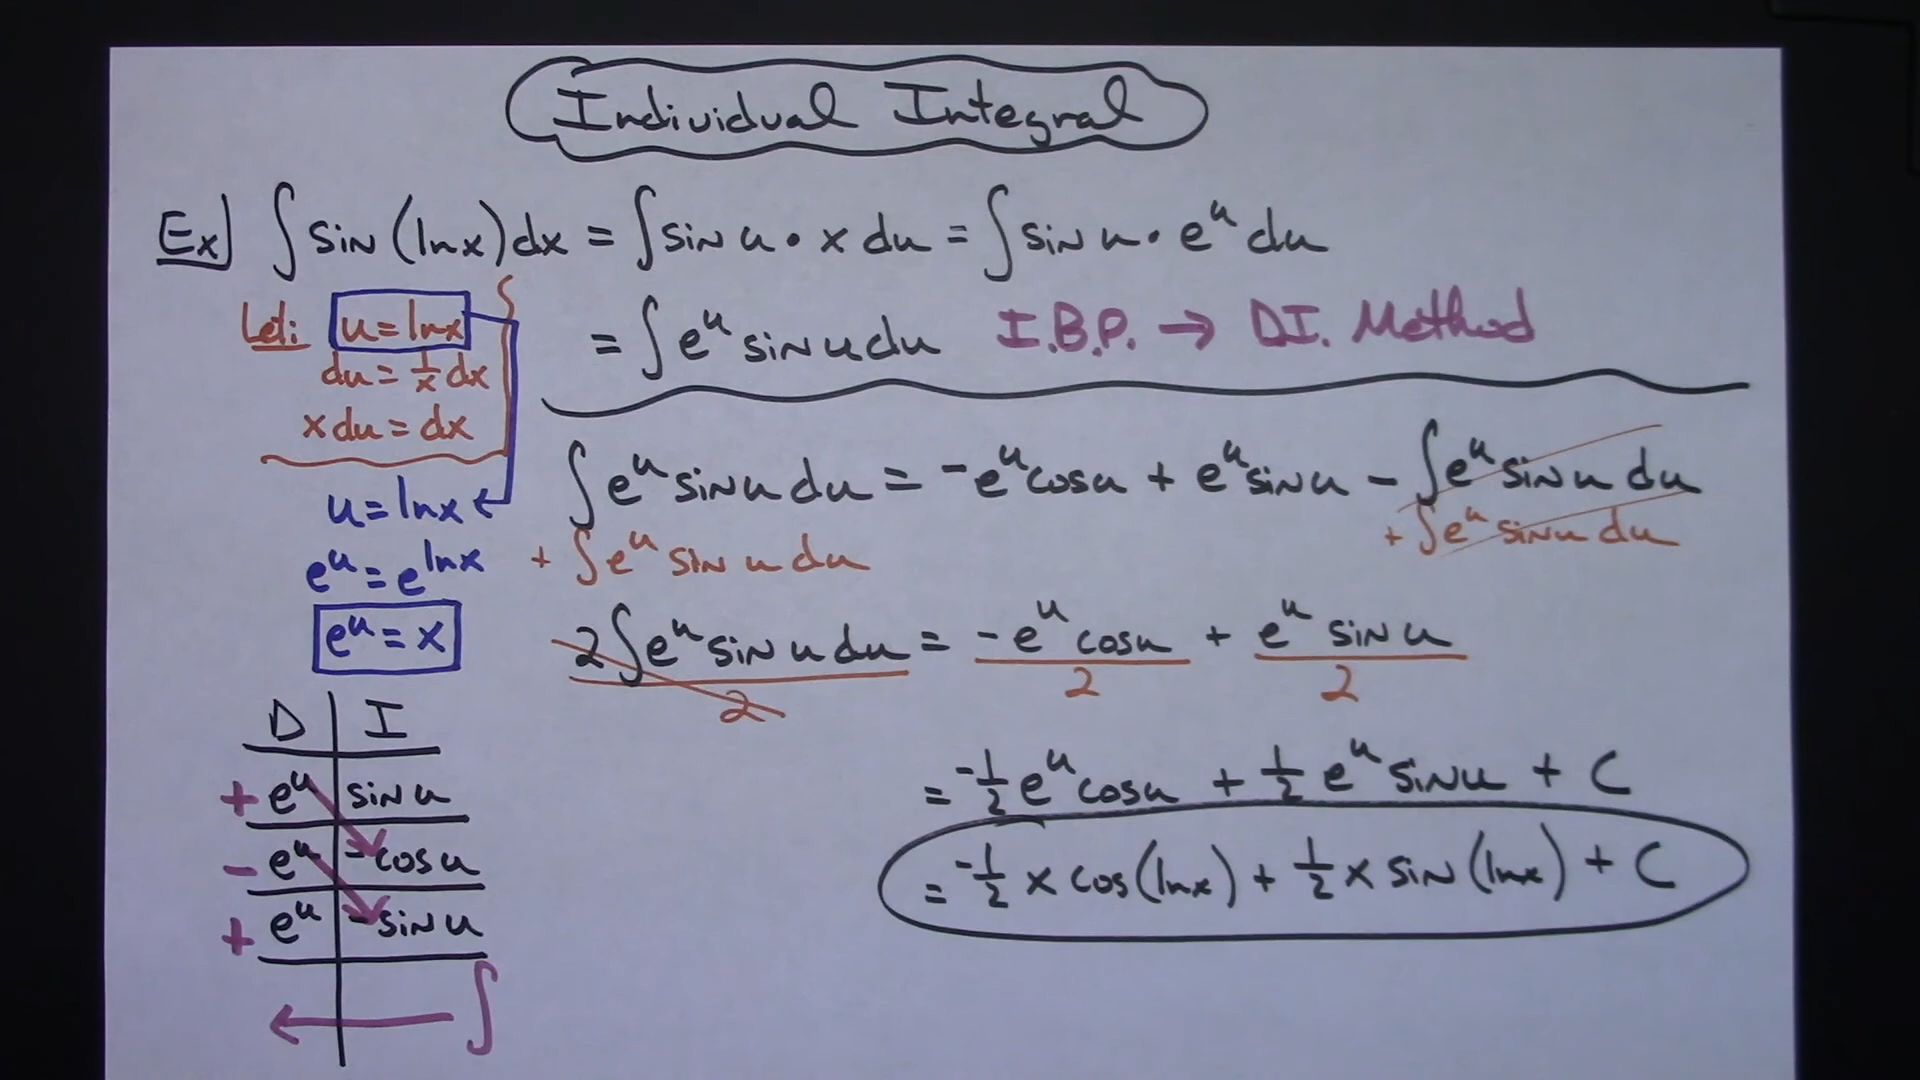 Individual Integral
Ex] ∫ sin (lnx) dx = ∫ sin u • x du = ∫ sin u • e^u du
= ∫ e^u sin u du I.B.P. → DI. Method
Let: u = lnx
du = 1/x dx
x du = dx
u = lnx
e^u = e^lnx
e^u = x
D I
+ e^u sin u
- e^u -cos u
+ e^u -sin u
∫
∫ e^u sin u du = -e^u cos u + e^u sin u - ∫ e^u sin u du
+ ∫ e^u sin u du + ∫ e^u sin u du
2 ∫ e^u sin u du = -e^u cos u + e^u sin u
2 2 2
= -1/2 e^u cos u + 1/2 e^u sin u + C
= -1/2 x cos (lnx) + 1/2 x sin (lnx) + C